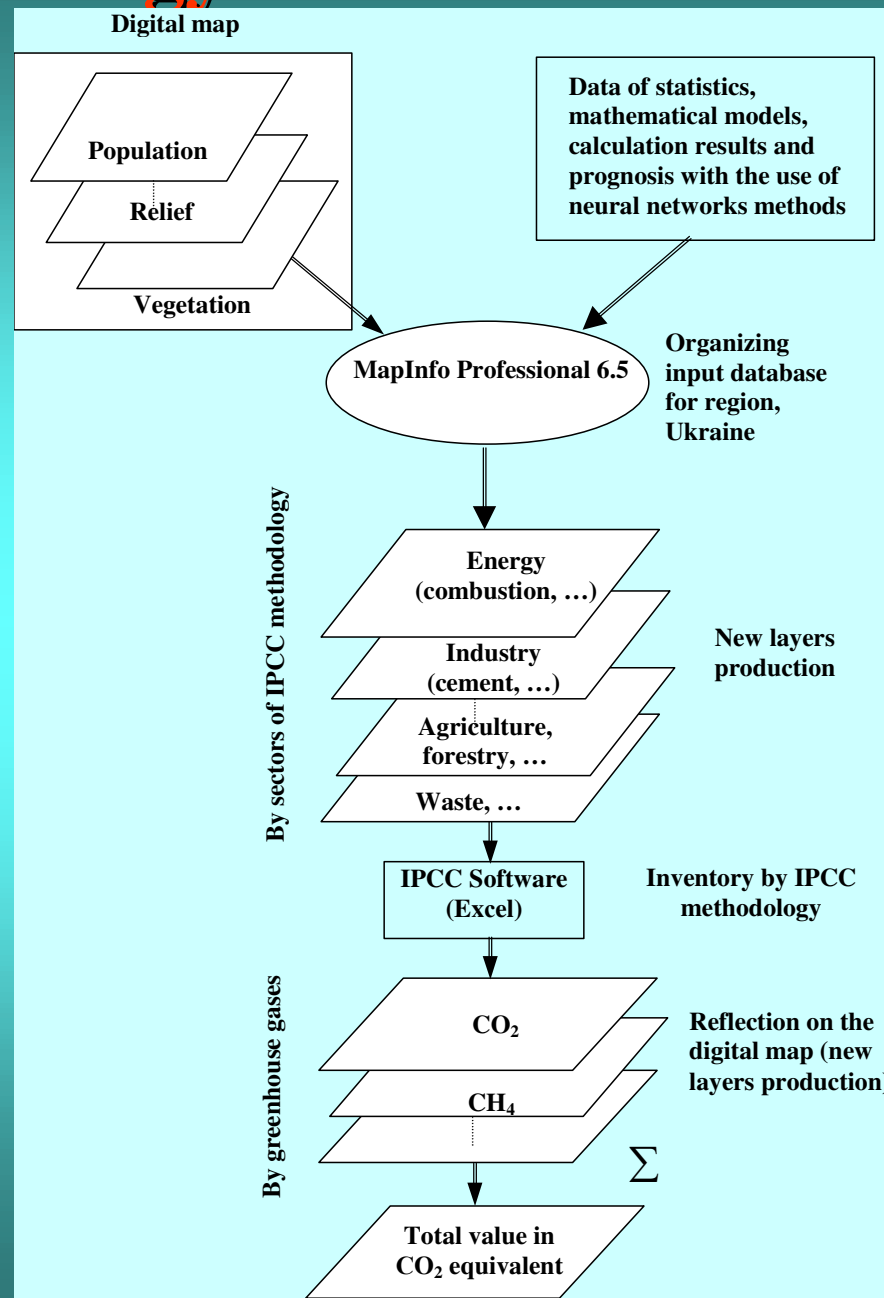 Digital map
Population
Relief
Vegetation
Data of statistics,
mathematical models,
calculation results and
prognosis with the use of
neural networks methods
MapInfo Professional 6.5
Organizing
input database
for region,
Ukraine
By sectors of IPCC methodology
Energy
(combustion, …)
Industry
(cement, …)
Agriculture,
forestry, …
Waste, …
New layers
production
IPCC Software
(Excel)
Inventory by IPCC
methodology
By greenhouse gases
CO₂
CH₄
Reflection on the
digital map (new
layers production)
∑
Total value in
CO₂ equivalent